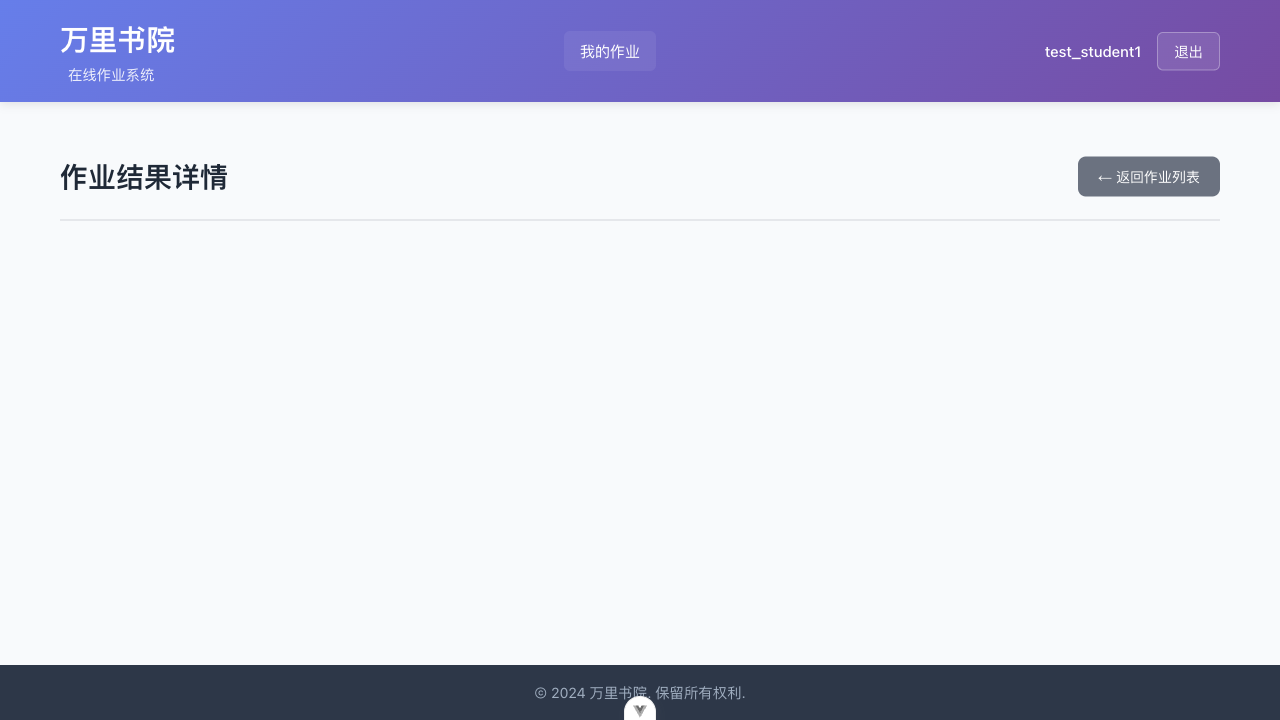 万里书院
在线作业系统
我的作业
test_student1
退出
作业结果详情
← 返回作业列表
© 2024 万里书院. 保留所有权利.